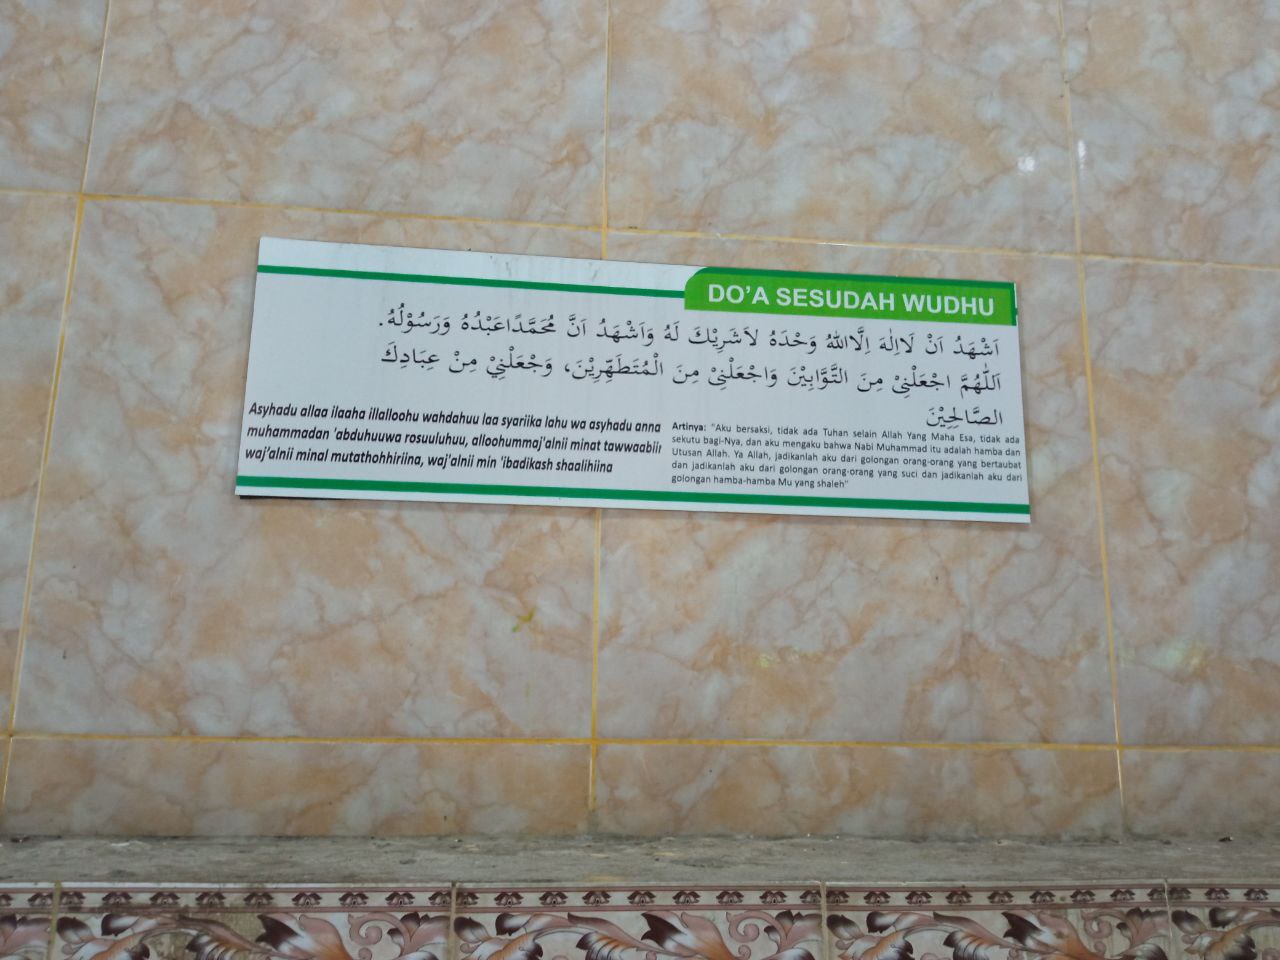 DO'A SESUDAH WUDHU
اَشْهَدُ اَنْ لَااِلٰهَ اِلَّااللهُ وَحْدَهُ لَاشَرِيْكَ لَهُ وَاَشْهَدُ اَنَّ مُحَمَّدًاعَبْدُهُ وَرَسُوْلُهُ.
اَللّٰهُمَّ اجْعَلْنِيْ مِنَ التَّوَّابِيْنَ وَاجْعَلْنِيْ مِنَ الْمُتَطَهِّرِيْنَ، وَجْعَلْنِيْ مِنْ عِبَادِكَ
الصَّالِحِيْنَ
Asyhadu allaa ilaaha illalloohu wahdahuu laa syariika lahu wa asyhadu anna
muhammadan 'abduhuuwa rosuuluhuu, alloohummaj'alnii minat tawwaabiir
waj'alnii minal mutathohhiriina, waj'alnii min 'ibadikash shaalihiina
Artinya: "Aku bersaksi, tidak ada Tuhan selain Allah Yang Maha Esa, tidak ada
sekutu bagi-Nya, dan aku mengaku bahwa Nabi Muhammad itu adalah hamba dan
Utusan Allah. Ya Allah, jadikanlah aku dari golongan orang-orang yang bertaubat
dan jadikanlah aku dari golongan orang-orang yang suci dan jadikanlah aku dari
golongan hamba-hamba Mu yang shaleh"